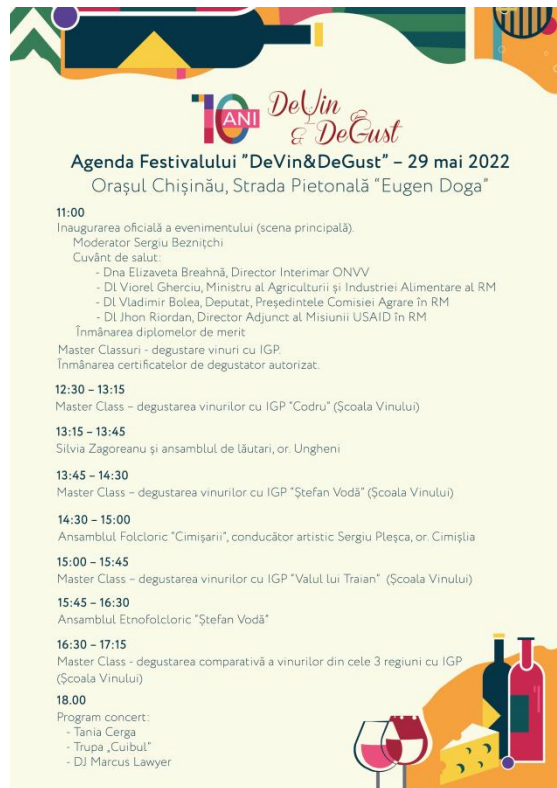 10 ANI DeVin
& DeGust
Agenda Festivalului "DeVin&DeGust" – 29 mai 2022
Orașul Chișinău, Strada Pietonală "Eugen Doga"
11:00
Inaugurarea oficială a evenimentului (scena principală).
Moderator Sergiu Beznițchi
Cuvânt de salut:
- Dna Elizaveta Breahnă, Director Interimar ONVV
- Dl Viorel Gherciu, Ministru al Agriculturii și Industriei Alimentare al RM
- Dl Vladimir Bolea, Deputat, Președintele Comisiei Agrare în RM
- Dl Jhon Riordan, Director Adjunct al Misiunii USAID în RM
Înmânarea diplomelor de merit
Master Classuri - degustare vinuri cu IGP.
Înmânarea certificatelor de degustator autorizat.
12:30 – 13:15
Master Class – degustarea vinurilor cu IGP "Codru" (Școala Vinului)
13:15 – 13:45
Silvia Zagoreanu și ansamblul de lăutari, or. Ungheni
13:45 – 14:30
Master Class – degustarea vinurilor cu IGP "Ștefan Vodă" (Școala Vinului)
14:30 – 15:00
Ansamblul Folcloric "Cimișarii", conducător artistic Sergiu Pleșca, or. Cimișlia
15:00 – 15:45
Master Class – degustarea vinurilor cu IGP "Valul lui Traian" (Școala Vinului)
15:45 – 16:30
Ansamblul Etnofolcloric "Ștefan Vodă"
16:30 – 17:15
Master Class - degustarea comparativă a vinurilor din cele 3 regiuni cu IGP
(Școala Vinului)
18.00
Program concert:
- Tania Cerga
- Trupa „Cuibul"
- DJ Marcus Lawyer